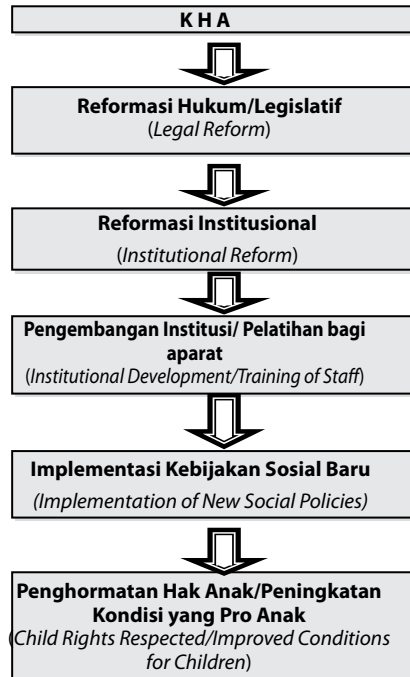 K H A
Reformasi Hukum/Legislatif
(Legal Reform)
Reformasi Institusional
(Institutional Reform)
Pengembangan Institusi/ Pelatihan bagi
aparat
(Institutional Development/Training of Staff)
Implementasi Kebijakan Sosial Baru
(Implementation of New Social Policies)
Penghormatan Hak Anak/Peningkatan
Kondisi yang Pro Anak
(Child Rights Respected/Improved Conditions
for Children)